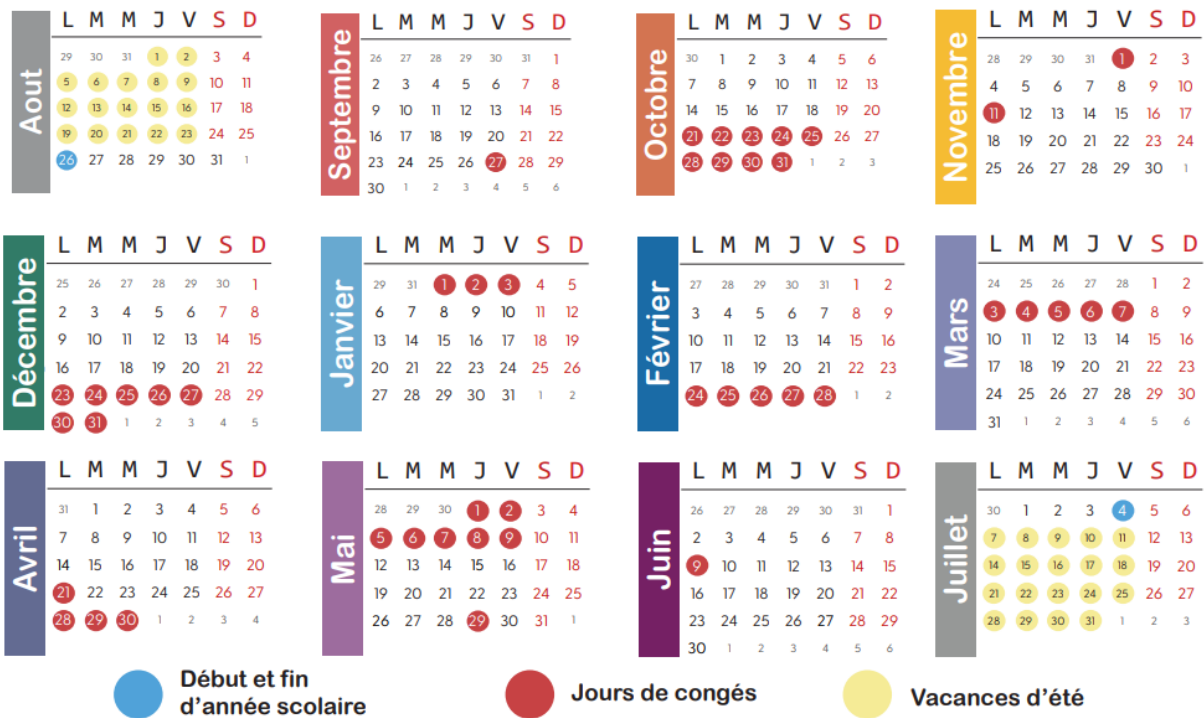 Aout
L M M J V S D
29 30 31 1 2 3 4
5 6 7 8 9 10 11
12 13 14 15 16 17 18
19 20 21 22 23 24 25
26 27 28 29 30 31 1
Septembre
L M M J V S D
26 27 28 29 30 31 1
2 3 4 5 6 7 8
9 10 11 12 13 14 15
16 17 18 19 20 21 22
23 24 25 26 27 28 29
30 1 2 3 4 5 6
Octobre
L M M J V S D
30 1 2 3 4 5 6
7 8 9 10 11 12 13
14 15 16 17 18 19 20
21 22 23 24 25 26 27
28 29 30 31 1 2 3
Novembre
L M M J V S D
28 29 30 31 1 2 3
4 5 6 7 8 9 10
11 12 13 14 15 16 17
18 19 20 21 22 23 24
25 26 27 28 29 30 1
Décembre
L M M J V S D
25 26 27 28 29 30 1
2 3 4 5 6 7 8
9 10 11 12 13 14 15
16 17 18 19 20 21 22
23 24 25 26 27 28 29
30 31 1 2 3 4 5
Janvier
L M M J V S D
29 31 1 2 3 4 5
6 7 8 9 10 11 12
13 14 15 16 17 18 19
20 21 22 23 24 25 26
27 28 29 30 31 1 2
Février
L M M J V S D
27 28 29 30 31 1 2
3 4 5 6 7 8 9
10 11 12 13 14 15 16
17 18 19 20 21 22 23
24 25 26 27 28 1 2
Mars
L M M J V S D
24 25 26 27 28 1 2
3 4 5 6 7 8 9
10 11 12 13 14 15 16
17 18 19 20 21 22 23
24 25 26 27 28 29 30
31 1 2 3 4 5 6
Avril
L M M J V S D
31 1 2 3 4 5 6
7 8 9 10 11 12 13
14 15 16 17 18 19 20
21 22 23 24 25 26 27
28 29 30 1 2 3 4
Mai
L M M J V S D
28 29 30 1 2 3 4
5 6 7 8 9 10 11
12 13 14 15 16 17 18
19 20 21 22 23 24 25
26 27 28 29 30 31 1
Juin
L M M J V S D
26 27 28 29 30 31 1
2 3 4 5 6 7 8
9 10 11 12 13 14 15
16 17 18 19 20 21 22
23 24 25 26 27 28 29
30 1 2 3 4 5 6
Juillet
L M M J V S D
30 1 2 3 4 5 6
7 8 9 10 11 12 13
14 15 16 17 18 19 20
21 22 23 24 25 26 27
28 29 30 31 1 2 3
Début et fin
d'année scolaire
Jours de congés
Vacances d'été